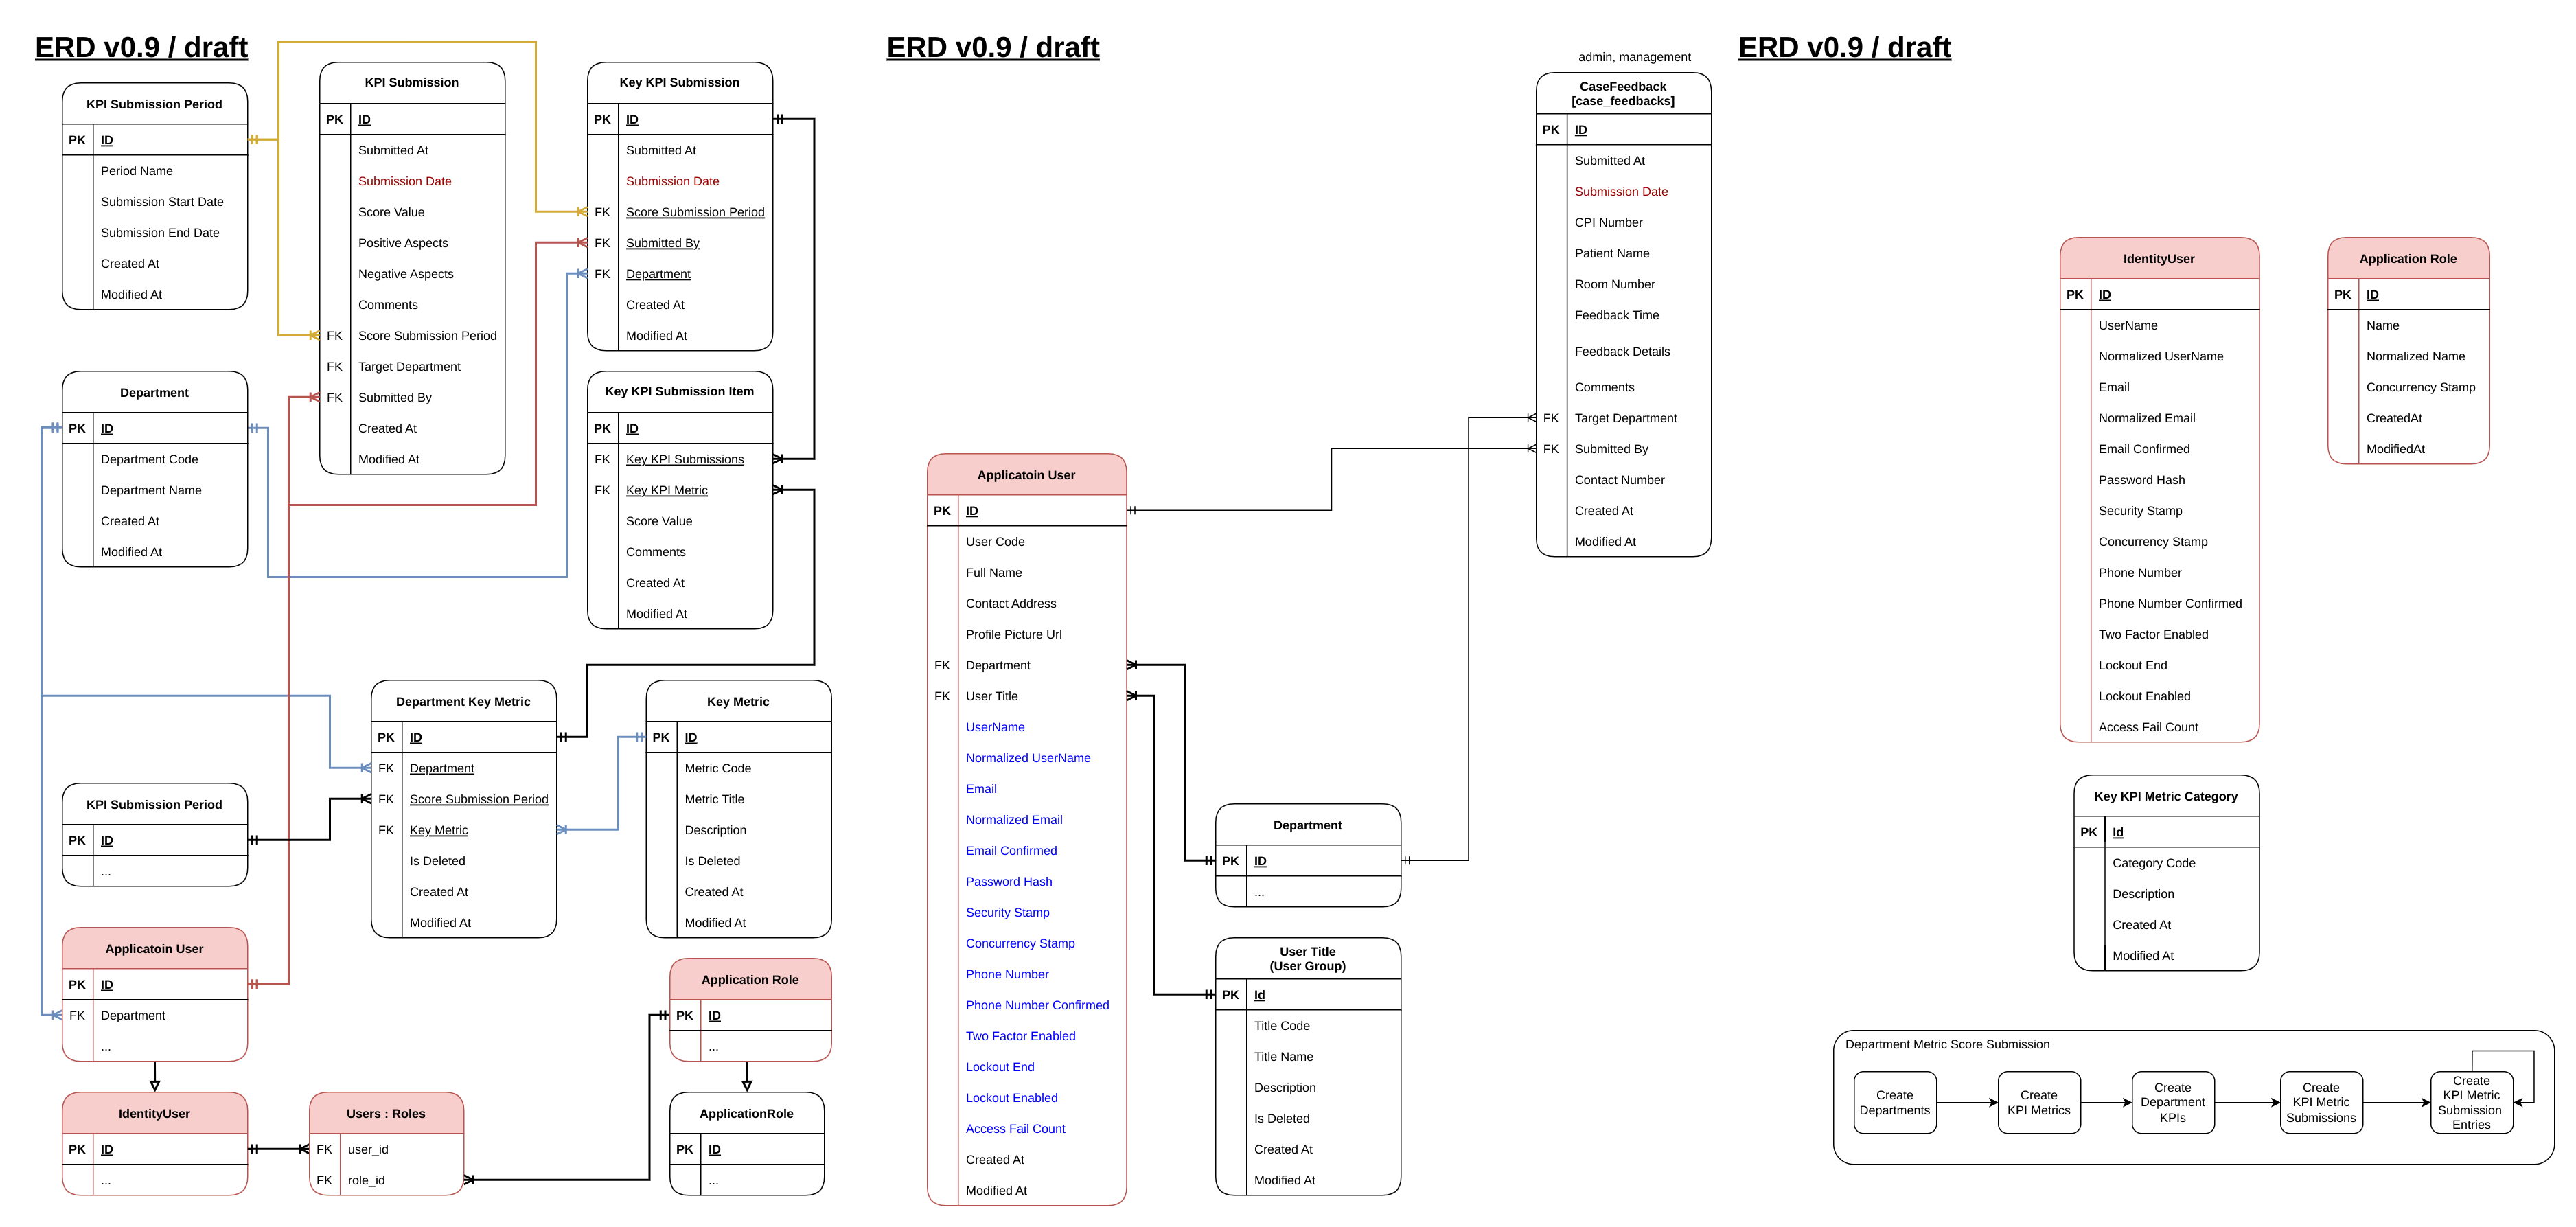 ERD v0.9 / draft
KPI Submission Period
PK ID
Period Name
Submission Start Date
Submission End Date
Created At
Modified At
KPI Submission
PK ID
Submitted At
Submission Date
Score Value
Positive Aspects
Negative Aspects
Comments
FK Score Submission Period
FK Target Department
FK Submitted By
Created At
Modified At
Key KPI Submission
PK ID
Submitted At
Submission Date
FK Score Submission Period
FK Submitted By
FK Department
Created At
Modified At
Department
PK ID
Department Code
Department Name
Created At
Modified At
Key KPI Submission Item
PK ID
FK Key KPI Submissions
FK Key KPI Metric
Score Value
Comments
Created At
Modified At
Department Key Metric
PK ID
FK Department
FK Score Submission Period
FK Key Metric
Is Deleted
Created At
Modified At
Key Metric
PK ID
Metric Code
Metric Title
Description
Is Deleted
Created At
Modified At
KPI Submission Period
PK ID
...
Applicatoin User
PK ID
FK Department
...
Application Role
PK ID
...
IdentityUser
PK ID
...
Users : Roles
FK user_id
FK role_id
ApplicationRole
PK ID
...
ERD v0.9 / draft
admin, management
CaseFeedback
[case_feedbacks]
PK ID
Submitted At
Submission Date
CPI Number
Patient Name
Room Number
Feedback Time
Feedback Details
Comments
FK Target Department
FK Submitted By
Contact Number
Created At
Modified At
Applicatoin User
PK ID
User Code
Full Name
Contact Address
Profile Picture Url
FK Department
FK User Title
UserName
Normalized UserName
Email
Normalized Email
Email Confirmed
Password Hash
Security Stamp
Concurrency Stamp
Phone Number
Phone Number Confirmed
Two Factor Enabled
Lockout End
Lockout Enabled
Access Fail Count
Created At
Modified At
Department
PK ID
...
User Title
(User Group)
PK Id
Title Code
Title Name
Description
Is Deleted
Created At
Modified At
ERD v0.9 / draft
IdentityUser
PK ID
UserName
Normalized UserName
Email
Normalized Email
Email Confirmed
Password Hash
Security Stamp
Concurrency Stamp
Phone Number
Phone Number Confirmed
Two Factor Enabled
Lockout End
Lockout Enabled
Access Fail Count
Application Role
PK ID
Name
Normalized Name
Concurrency Stamp
CreatedAt
ModifiedAt
Key KPI Metric Category
PK Id
Category Code
Description
Created At
Modified At
Department Metric Score Submission
Create
Departments
Create
KPI Metrics
Create
Department
KPIs
Create
KPI Metric
Submissions
Create
KPI Metric
Submission
Entries